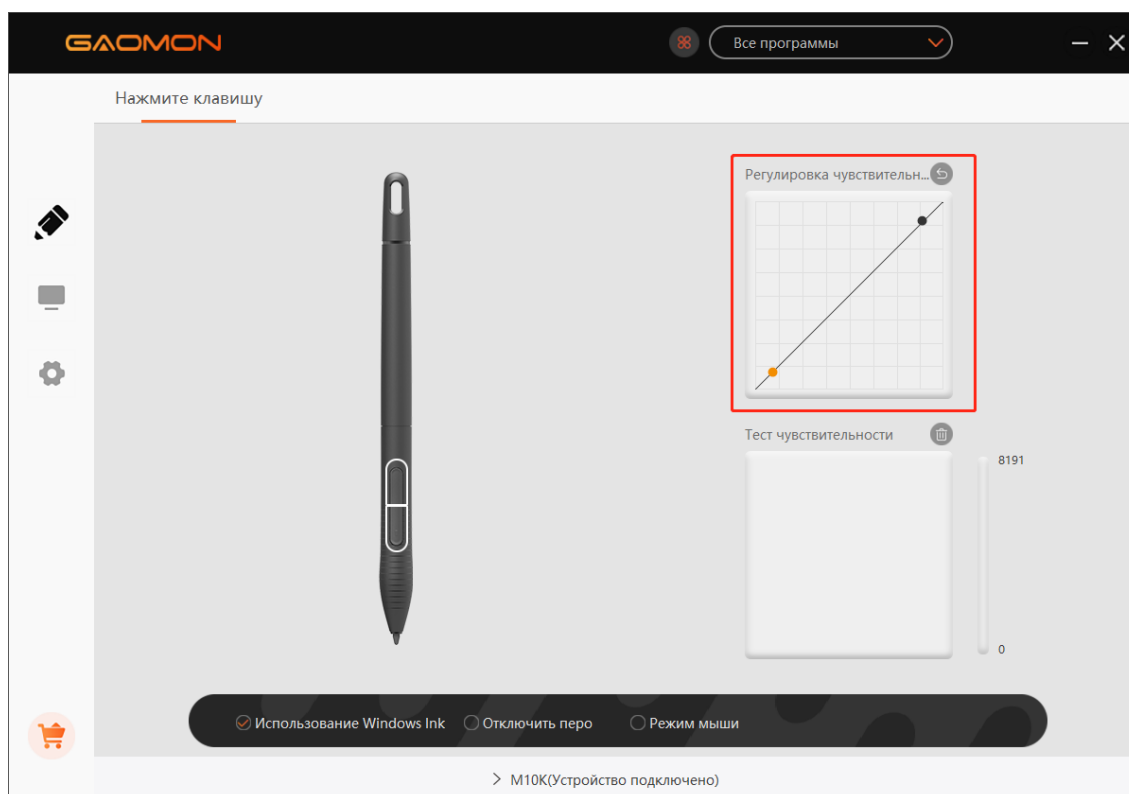 GAOMON
Все программы
Нажмите клавишу
Регулировка чувствительн...
Тест чувствительности
8191
0
Использование Windows Ink
Отключить перо
Режим мыши
> M10K(Устройство подключено)